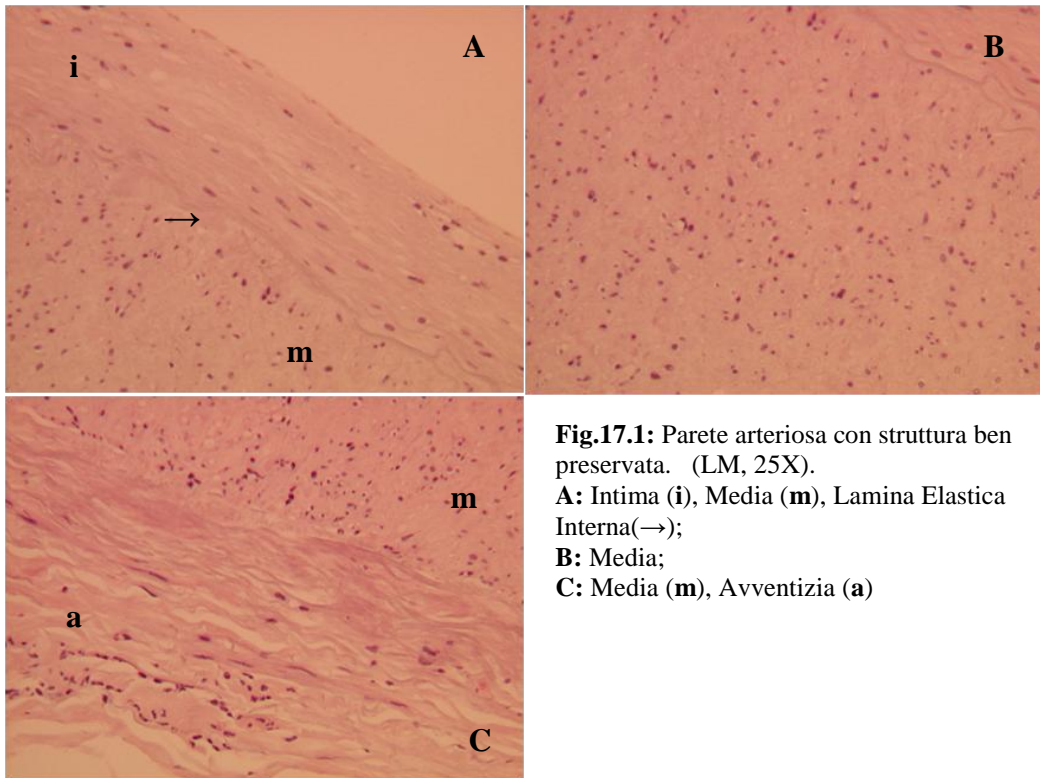 A
i
→
m
B
m
a
C
Fig.17.1: Parete arteriosa con struttura ben
preservata. (LM, 25X).
A: Intima (i), Media (m), Lamina Elastica
Interna(→);
B: Media;
C: Media (m), Avventizia (a)